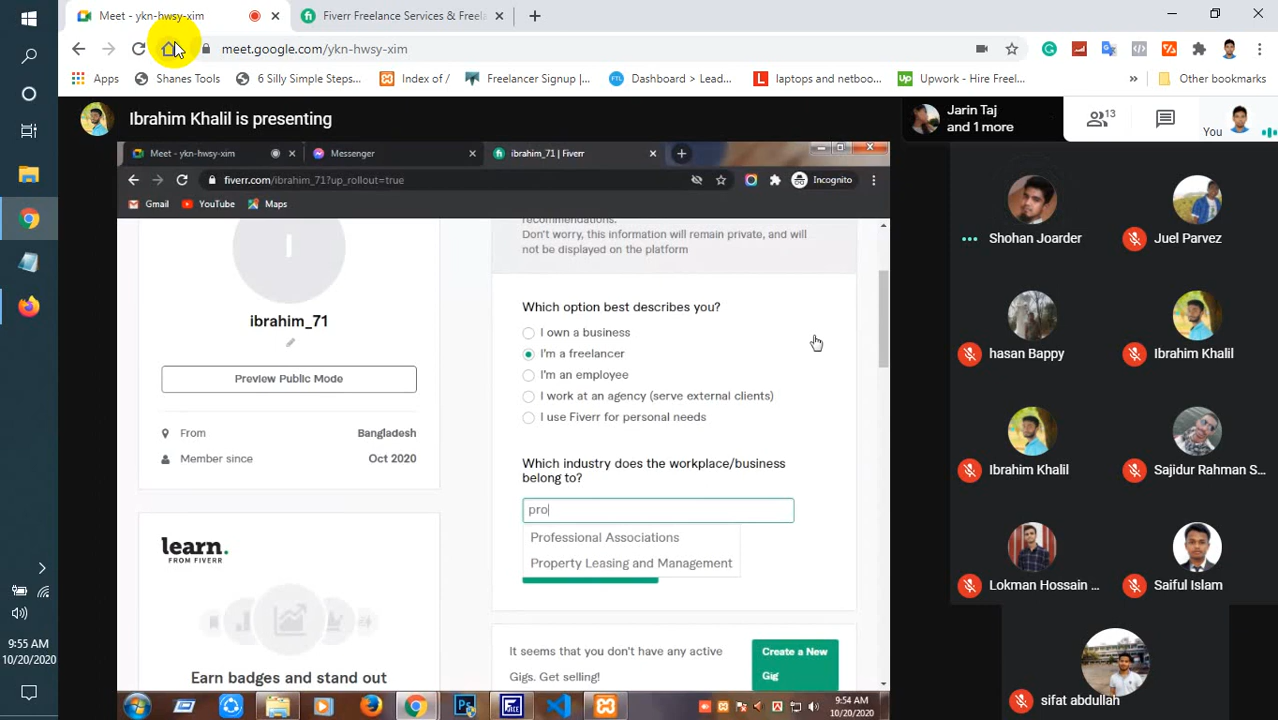 Meet - ykn-hwsy-xim
Fiverr Freelance Services & Freela
meet.google.com/ykn-hwsy-xim
Apps
Shanes Tools
6 Silly Simple Steps...
Index of /
Freelancer Signup |...
Dashboard > Lead...
laptops and netboo...
Upwork - Hire Freel...
»
Other bookmarks
Ibrahim Khalil is presenting
Jarin Taj
and 1 more
13
You
Meet - ykn-hwsy-xim
Messenger
ibrahim_71 | Fiverr
fiverr.com/ibrahim_71?up_rollout=true
Incognito
Gmail
YouTube
Maps
recommendations.
Don't worry, this information will remain private, and will
not be displayed on the platform
I
ibrahim_71
Preview Public Mode
From Bangladesh
Member since Oct 2020
learn.
FROM FIVERR
Earn badges and stand out
Which option best describes you?
I own a business
I'm a freelancer
I'm an employee
I work at an agency (serve external clients)
I use Fiverr for personal needs
Which industry does the workplace/business
belong to?
pro
Professional Associations
Property Leasing and Management
It seems that you don't have any active
Gigs. Get selling!
Create a New
Gig
Shohan Joarder
Juel Parvez
hasan Bappy
Ibrahim Khalil
Ibrahim Khalil
Sajidur Rahman S...
Lokman Hossain ...
Saiful Islam
sifat abdullah
9:54 AM
10/20/2020
9:55 AM
10/20/2020